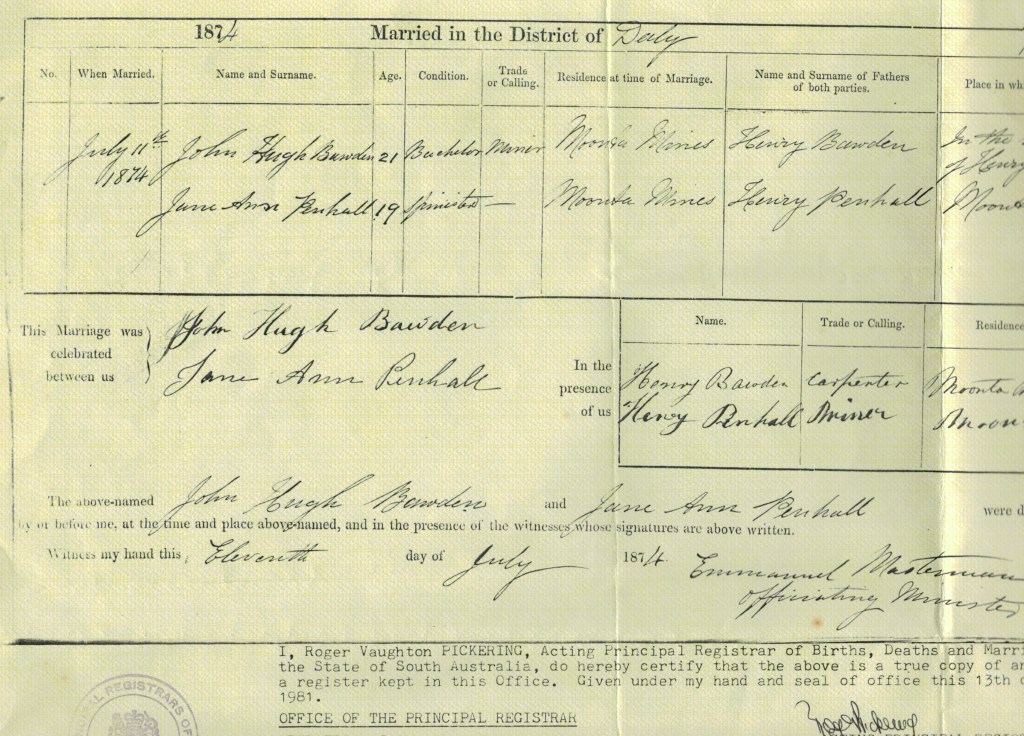 1874 Married in the District of Daly
No. When Married. Name and Surname. Age. Condition. Trade or Calling. Residence at time of Marriage. Name and Surname of Fathers of both parties. Place in whi
July 11th 1874 John Hugh Bawden 21 Bachelor Miner Moonta Mines Henry Bawden In the
of Henry
Jane Ann Penhall 19 Spinster — Moonta Mines Henry Penhall Moon
This Marriage was celebrated between us
John Hugh Bawden
Jane Ann Penhall
In the presence of us
Name. Trade or Calling. Residence
Henry Bawden Carpenter Moonta
Henry Penhall Miner Moon
The above-named John Hugh Bawden and Jane Ann Penhall were d
by or before me, at the time and place above-named, and in the presence of the witnesses whose signatures are above written.
Witness my hand this Eleventh day of July 1874.
Emmanuel Masterman
Officiating Minister
I, Roger Vaughton PICKERING, Acting Principal Registrar of Births, Deaths and Marri
the State of South Australia, do hereby certify that the above is a true copy of an
a register kept in this Office. Given under my hand and seal of office this 13th d
1981.
OFFICE OF THE PRINCIPAL REGISTRAR
REGISTRARS OF